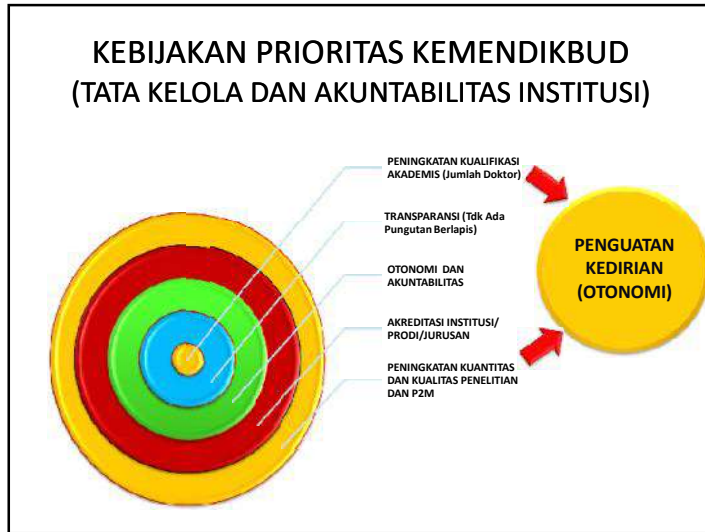 KEBIJAKAN PRIORITAS KEMENDIKBUD
(TATA KELOLA DAN AKUNTABILITAS INSTITUSI)
PENINGKATAN KUALIFIKASI
AKADEMIS (Jumlah Doktor)
TRANSPARANSI (Tdk Ada
Pungutan Berlapis)
OTONOMI DAN
AKUNTABILITAS
AKREDITASI INSTITUSI/
PRODI/JURUSAN
PENINGKATAN KUANTITAS
DAN KUALITAS PENELITIAN
DAN P2M
PENGUATAN
KEDIRIAN
(OTONOMI)